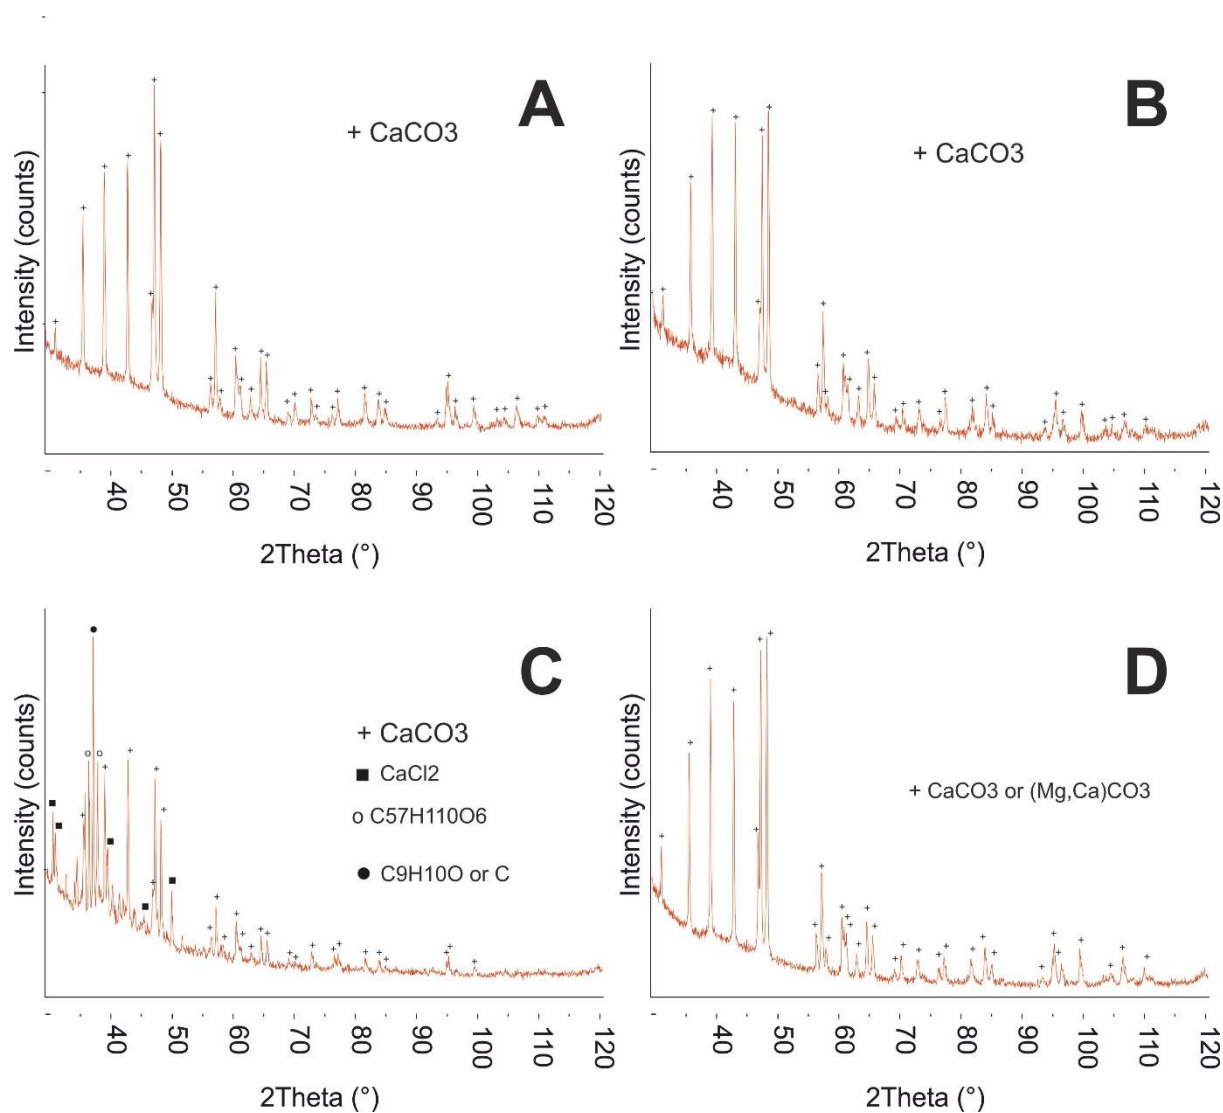 A
+ CaCO3
Intensity (counts)
40 50 60 70 80 90 100 110 120
2Theta (°)
B
+ CaCO3
Intensity (counts)
40 50 60 70 80 90 100 110 120
2Theta (°)
C
+ CaCO3
■ CaCl2
o C57H110O6
● C9H10O or C
Intensity (counts)
40 50 60 70 80 90 100 110 120
2Theta (°)
D
+ CaCO3 or (Mg,Ca)CO3
Intensity (counts)
40 50 60 70 80 90 100 110 120
2Theta (°)